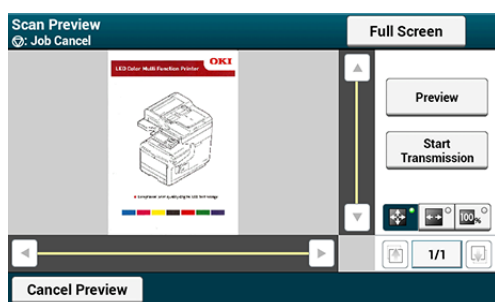 Scan Preview
Full Screen
: Job Cancel
OKI
LED Color Multi Function Printer
Preview
Start
Transmission
100%
1/1
Cancel Preview